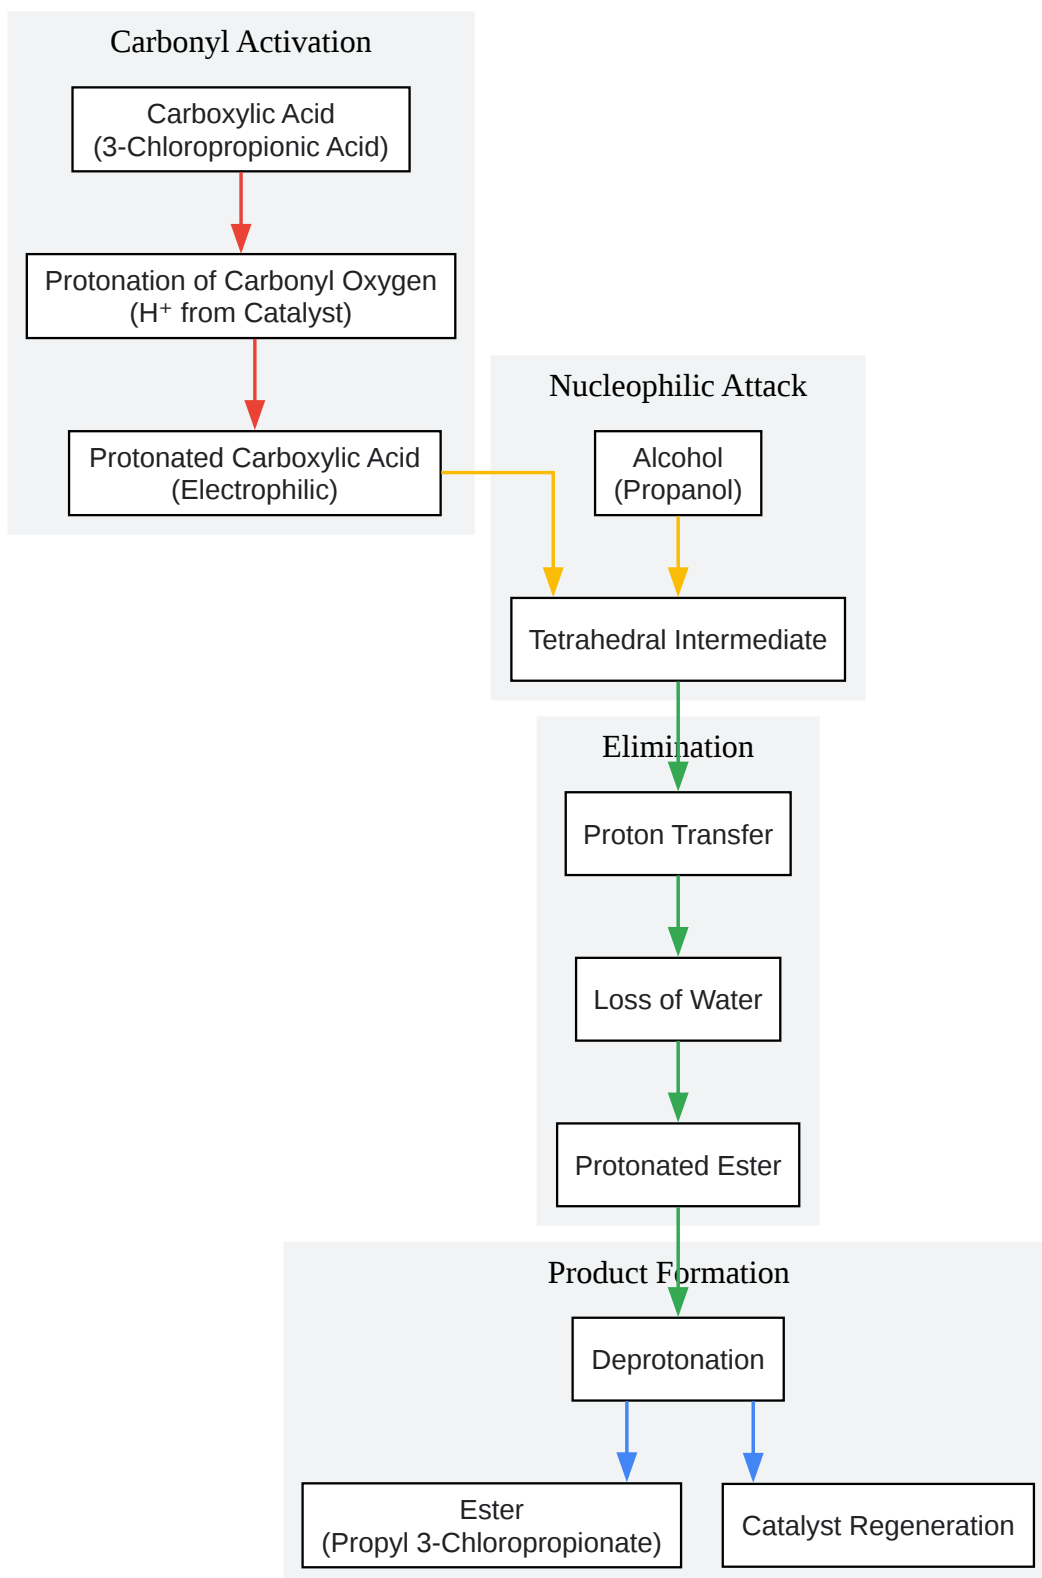 Carbonyl Activation
Carboxylic Acid
(3-Chloropropionic Acid)
Protonation of Carbonyl Oxygen
(H⁺ from Catalyst)
Protonated Carboxylic Acid
(Electrophilic)
Nucleophilic Attack
Alcohol
(Propanol)
Tetrahedral Intermediate
Elimination
Proton Transfer
Loss of Water
Protonated Ester
Product Formation
Deprotonation
Ester
(Propyl 3-Chloropropionate)
Catalyst Regeneration